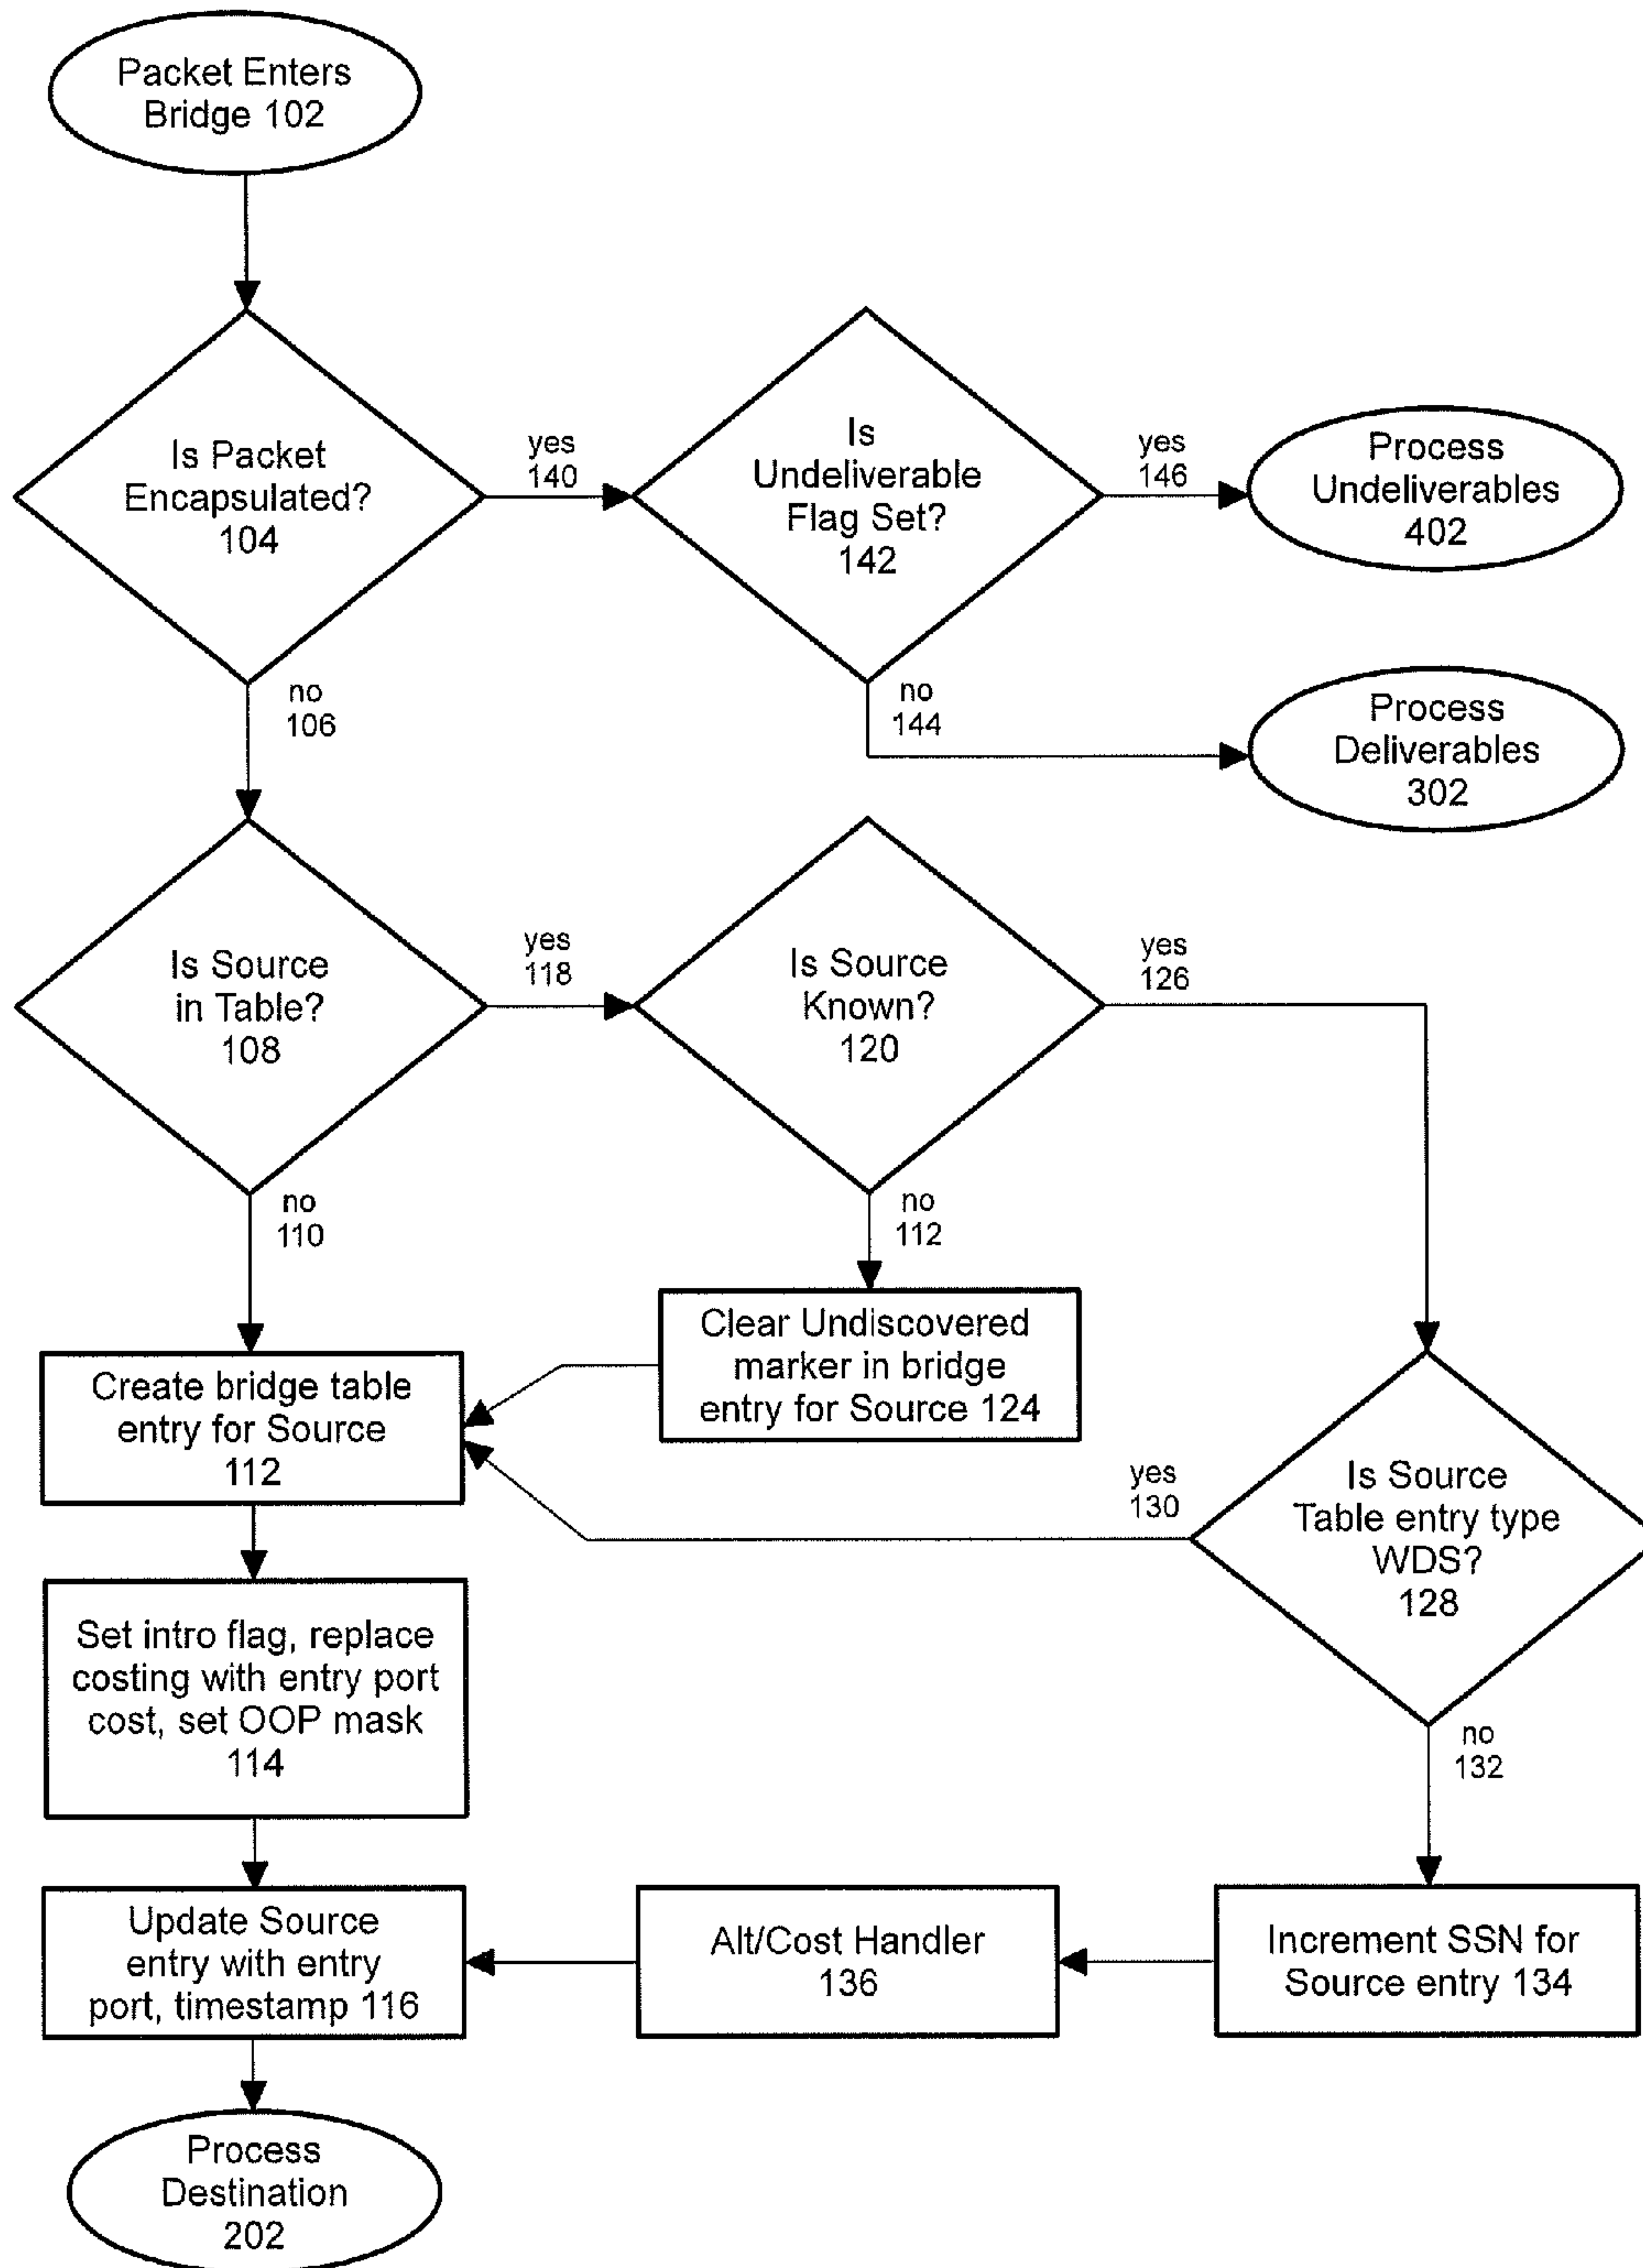 Packet Enters
Bridge 102
Is Packet
Encapsulated?
104
yes
140
Is
Undeliverable
Flag Set?
142
yes
146
Process
Undeliverables
402
no
106
no
144
Process
Deliverables
302
Is Source
in Table?
108
yes
118
Is Source
Known?
120
yes
126
no
110
no
112
Clear Undiscovered
marker in bridge
entry for Source 124
Create bridge table
entry for Source
112
yes
130
Is Source
Table entry type
WDS?
128
Set intro flag, replace
costing with entry port
cost, set OOP mask
114
no
132
Update Source
entry with entry
port, timestamp 116
Alt/Cost Handler
136
Increment SSN for
Source entry 134
Process
Destination
202